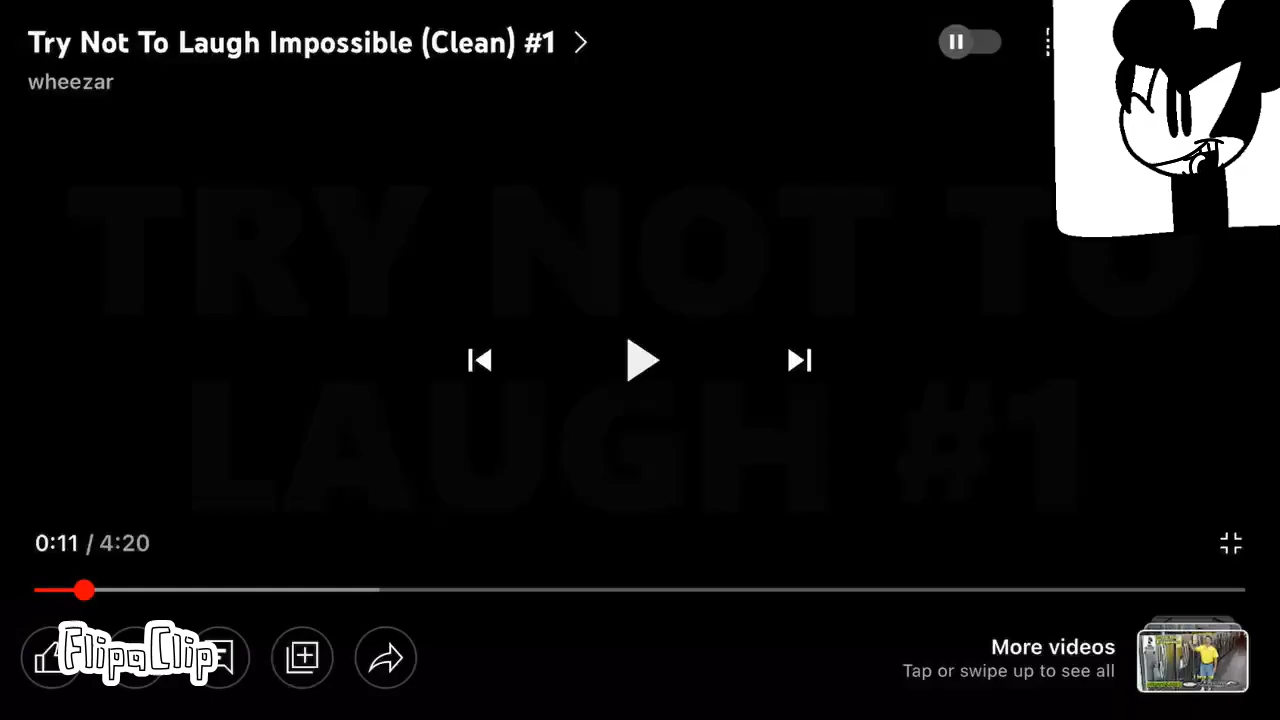 Try Not To Laugh Impossible (Clean) #1
wheezar
TRY NOT TO
LAUGH #1
0:11 / 4:20
FlipaClip
More videos
Tap or swipe up to see all